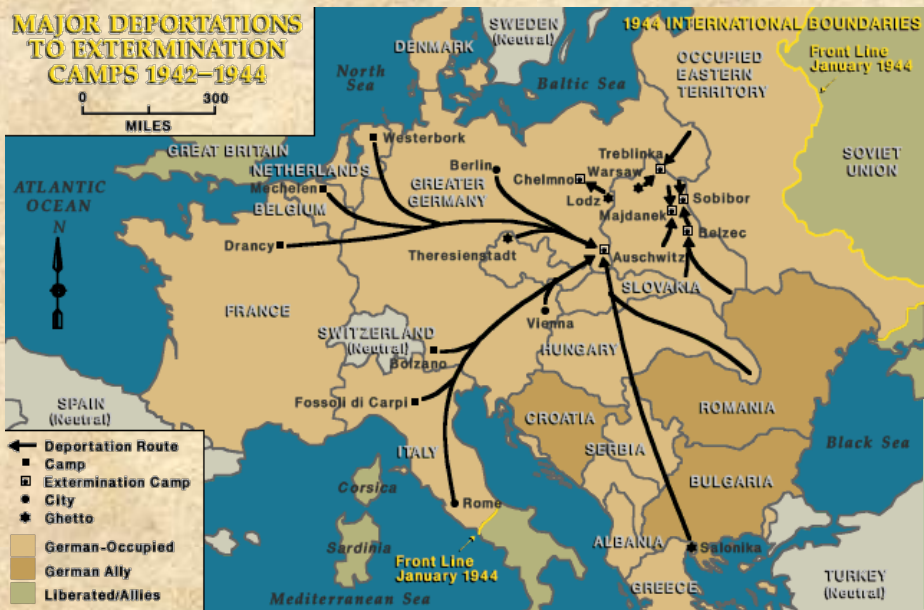 MAJOR DEPORTATIONS
TO EXTERMINATION
CAMPS 1942–1944
0 300
MILES
SWEDEN
(Neutral)
1944 INTERNATIONAL BOUNDARIES
DENMARK
North
Sea
Baltic Sea
OCCUPIED
EASTERN
TERRITORY
Front Line
January 1944
GREAT BRITAIN
Westerbork
NETHERLANDS
Mechelen
BELGIUM
Berlin
GREATER
GERMANY
Treblinka
Warsaw
Chelmno
Lodz
Sobibor
Majdanek
Belzec
SOVIET
UNION
ATLANTIC
OCEAN
N
Drancy
Theresienstadt
Auschwitz
SLOVAKIA
FRANCE
Vienna
SWITZERLAND
(Neutral)
Bolzano
HUNGARY
Fossoli di Carpi
SPAIN
(Neutral)
CROATIA
ROMANIA
SERBIA
Black Sea
ITALY
Corsica
BULGARIA
Rome
Sardinia
ALBANIA
Salonika
Front Line
January 1944
GREECE
TURKEY
(Neutral)
Mediterranean Sea
Deportation Route
Camp
Extermination Camp
City
Ghetto
German-Occupied
German Ally
Liberated/Allies